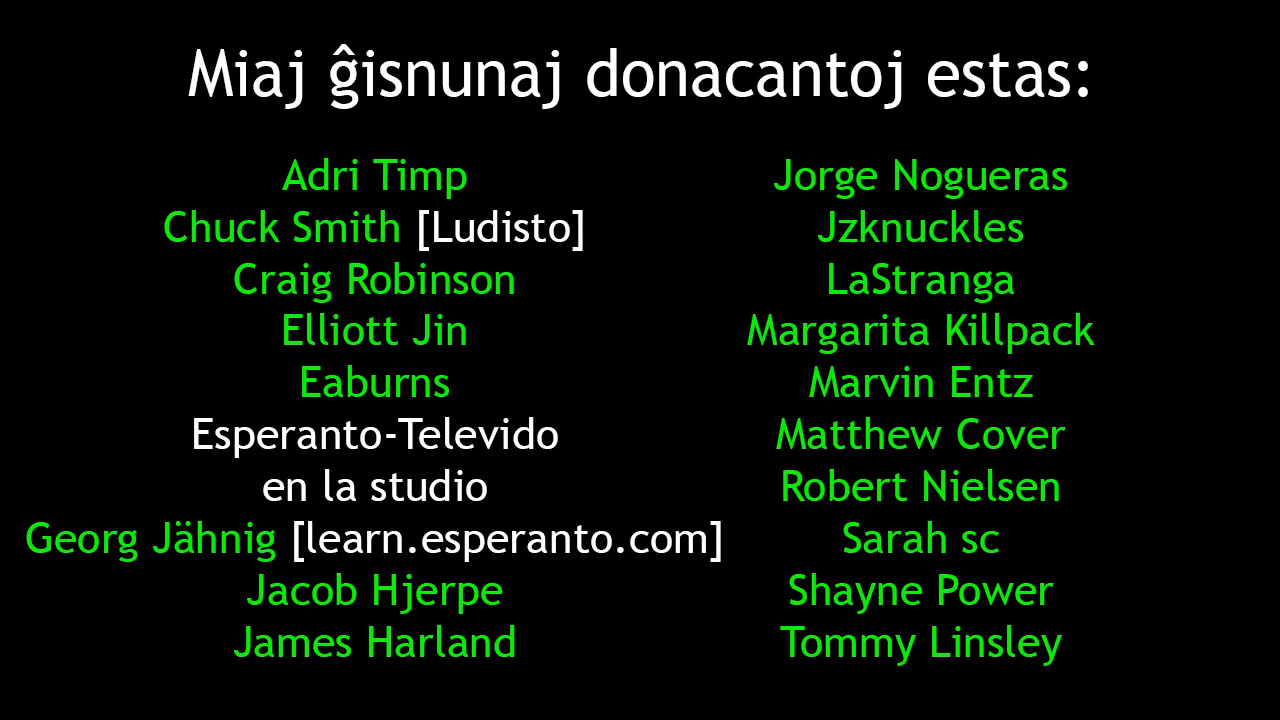 Miaj ĝisnunaj donacantoj estas:
Adri Timp
Chuck Smith [Ludisto]
Craig Robinson
Elliott Jin
Eaburns
Esperanto-Televido
en la studio
Georg Jähnig [learn.esperanto.com]
Jacob Hjerpe
James Harland
Jorge Nogueras
Jzknuckles
LaStranga
Margarita Killpack
Marvin Entz
Matthew Cover
Robert Nielsen
Sarah sc
Shayne Power
Tommy Linsley